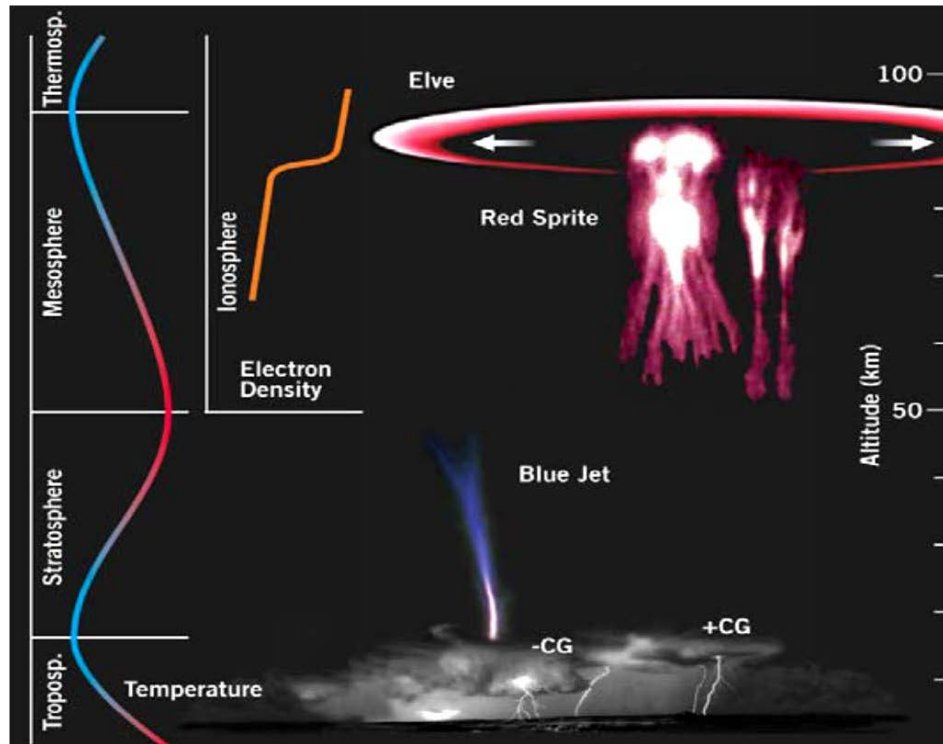 Thermosp.
Mesosphere
Stratosphere
Troposp.
Temperature
Ionosphere
Electron
Density
Elve
Red Sprite
Blue Jet
-CG
+CG
100
50
Altitude (km)